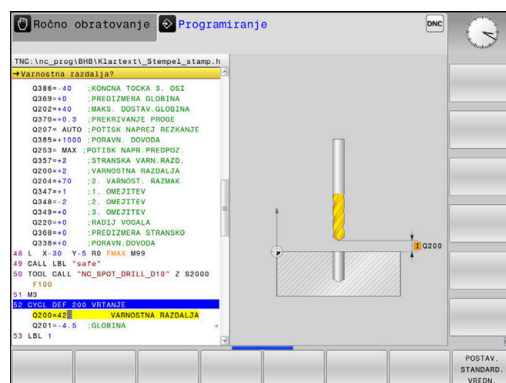 Ročno obratovanje
Programiranje
DNC
TNC:\nc_prog\BHB\Klartext\_Stempel_stamp.h
→Varnostna razdalja?
Q386=-40 ;KONCNA TOCKA 3. OSI
Q369=+0 ;PREDIZMERA GLOBINA
Q202=+40 ;MAKS. DOSTAV.GLOBINA
Q370=+0.3 ;PREKRIVANJE PROGE
Q207= AUTO ;POTISK NAPREJ REZKANJE
Q385=+1000 ;PORAVN. DOVODA
Q253= MAX ;POTISK NAPR.PREDPOZ.
Q357=+2 ;STRANSKA VARN.RAZD.
Q200=+2 ;VARNOSTNA RAZDALJA
Q204=+70 ;2. VARNOST. RAZMAK
Q347=+1 ;1. OMEJITEV
Q348=-2 ;2. OMEJITEV
Q349=+0 ;3. OMEJITEV
Q220=+0 ;RADIJ VOGALA
Q368=+0 ;PREDIZMERA STRANSKO
Q338=+0 ;PORAVN.DOVODA
48 L X-30 Y-5 R0 FMAX M99
49 CALL LBL "safe"
50 TOOL CALL "NC_SPOT_DRILL_D10" Z S2000
F100
51 M3
52 CYCL DEF 200 VRTANJE
Q200=42 VARNOSTNA RAZDALJA
Q201=-4.5 ;GLOBINA »
53 LBL 1
Q200
POSTAV.
STANDARD.
VREDN.